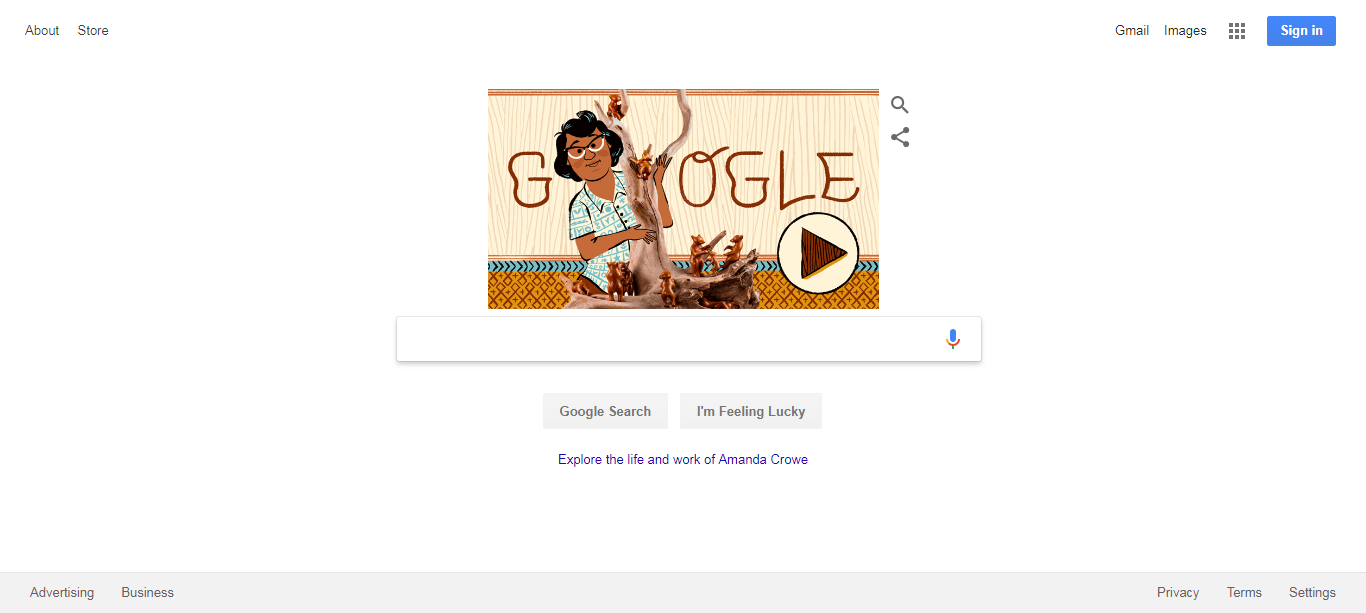 About Store
Gmail Images Sign in
GOOGLE
Google Search I'm Feeling Lucky
Explore the life and work of Amanda Crowe
Advertising Business
Privacy Terms Settings